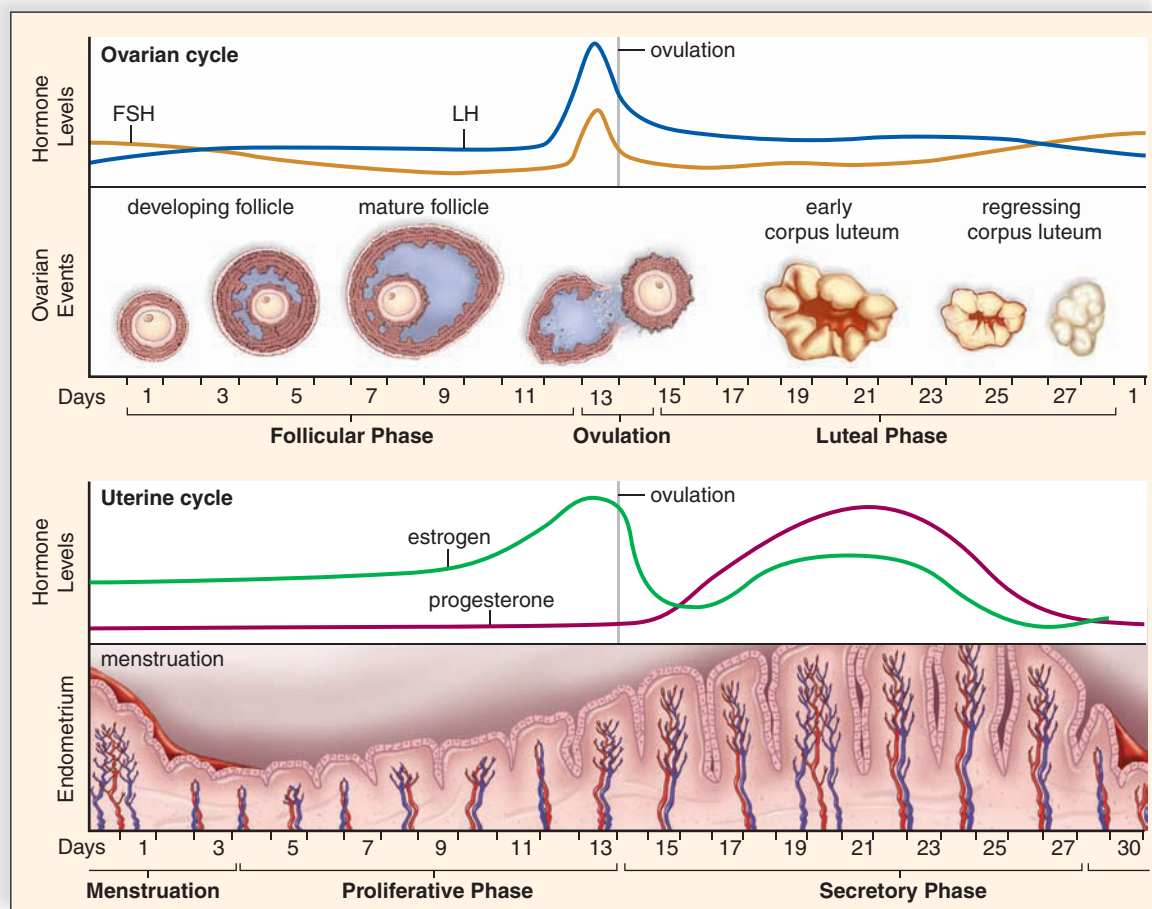 Ovarian cycle
ovulation
Hormone
Levels
FSH
LH
developing follicle
mature follicle
early
corpus luteum
regressing
corpus luteum
Ovarian
Events
Days 1 3 5 7 9 11 13 15 17 19 21 23 25 27 1
Follicular Phase
Ovulation
Luteal Phase
Uterine cycle
ovulation
Hormone
Levels
estrogen
progesterone
menstruation
Endometrium
Days 1 3 5 7 9 11 13 15 17 19 21 23 25 27 30
Menstruation
Proliferative Phase
Secretory Phase